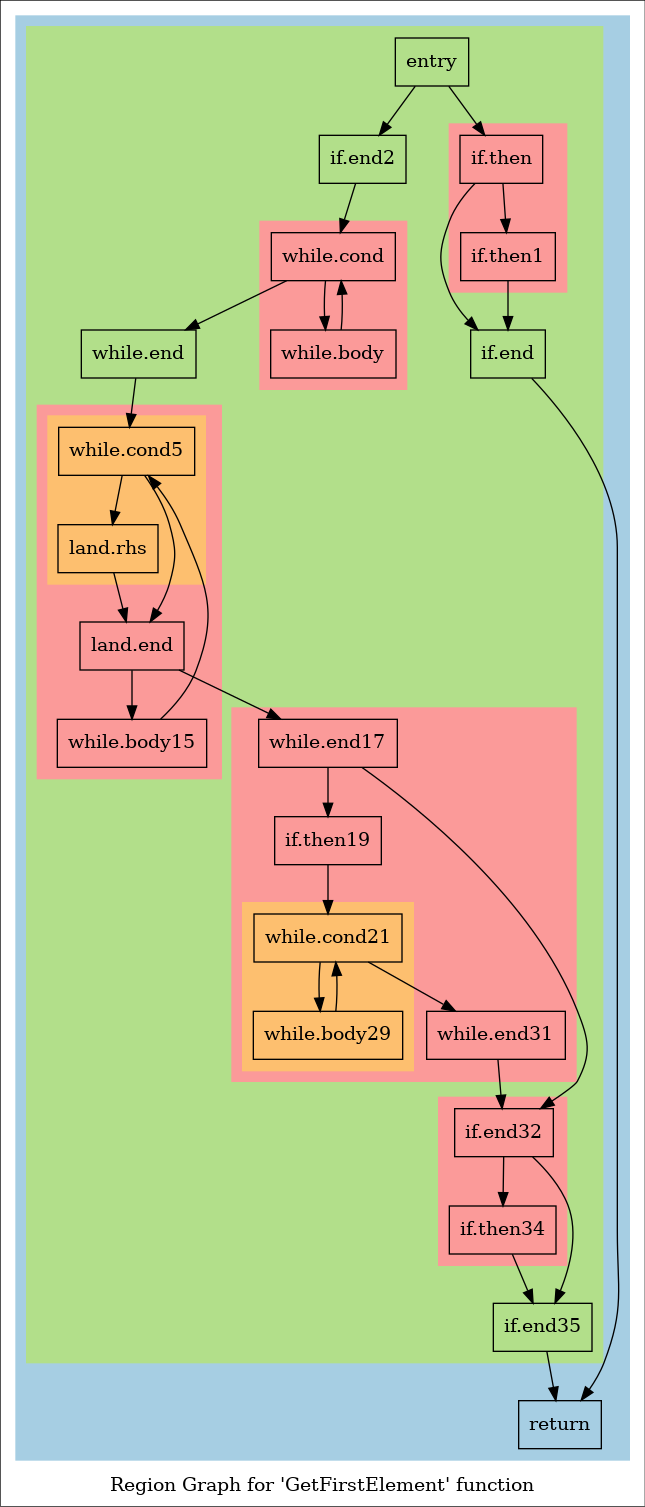 entry
if.end2
if.then
while.cond
if.then1
while.end
while.body
if.end
while.cond5
land.rhs
land.end
while.body15
while.end17
if.then19
while.cond21
while.body29
while.end31
if.end32
if.then34
if.end35
return
Region Graph for 'GetFirstElement' function